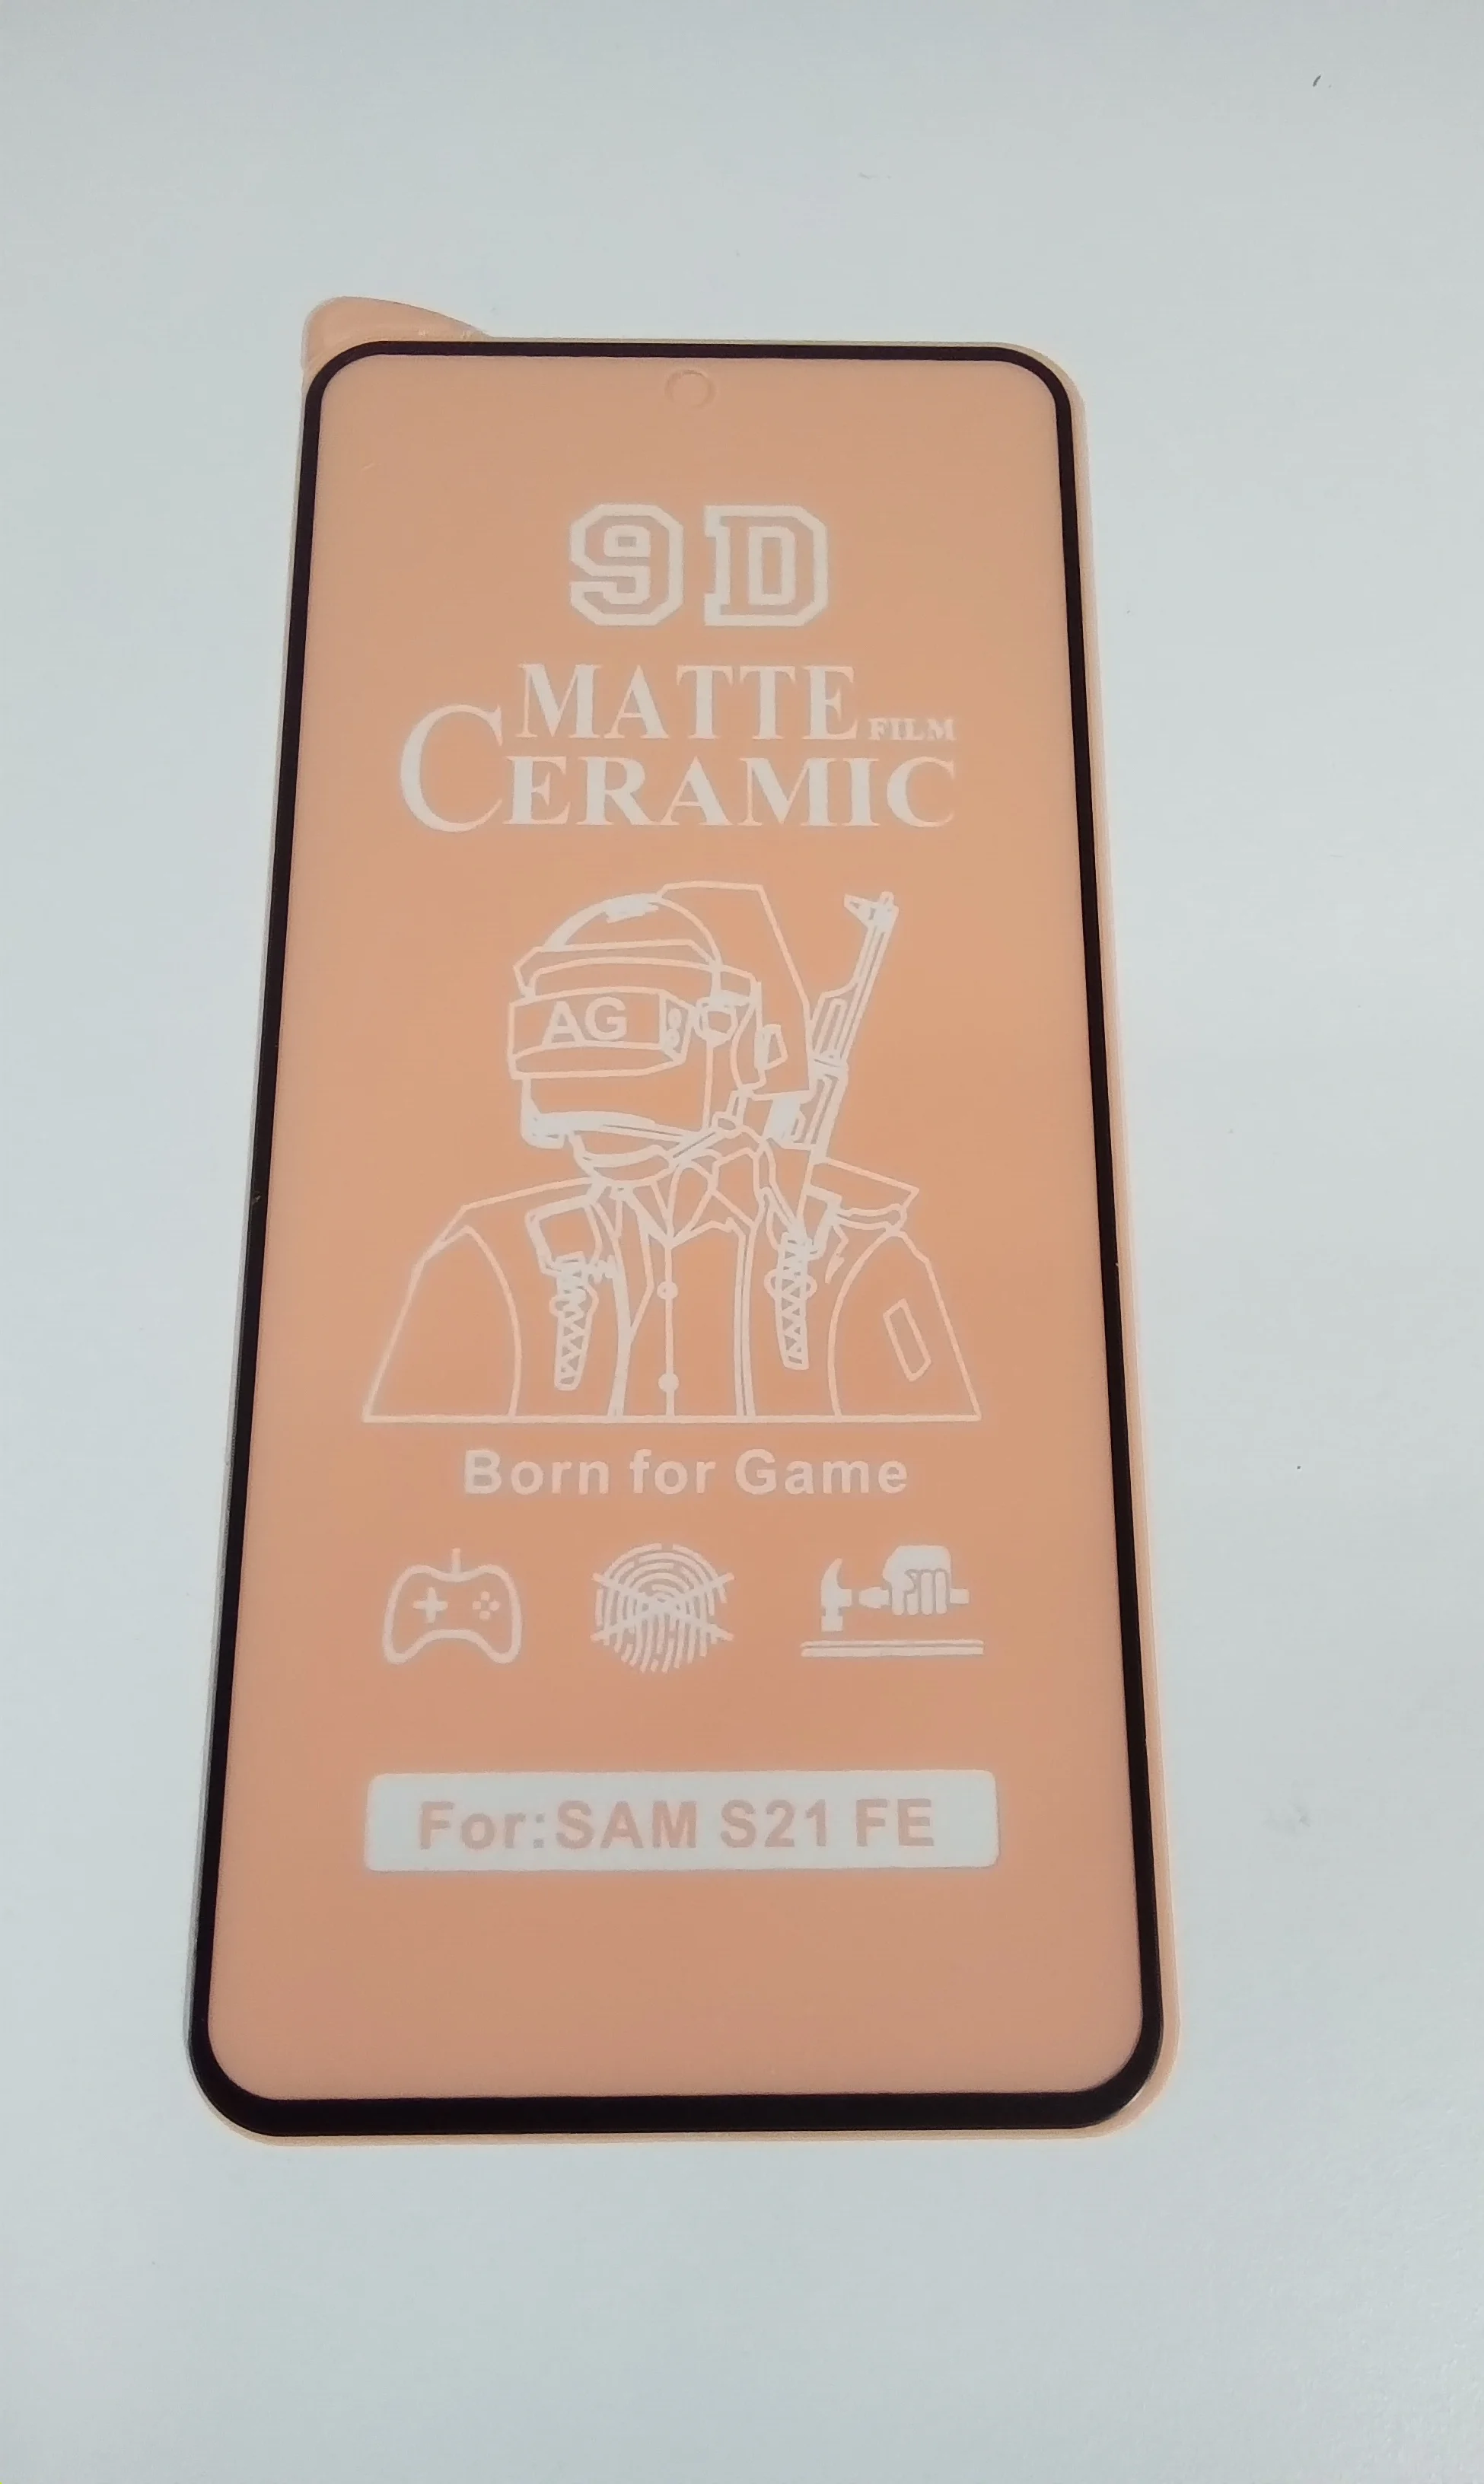 9D
MATTE FILM
CERAMIC
AG
Born for Game
For:SAM S21 FE